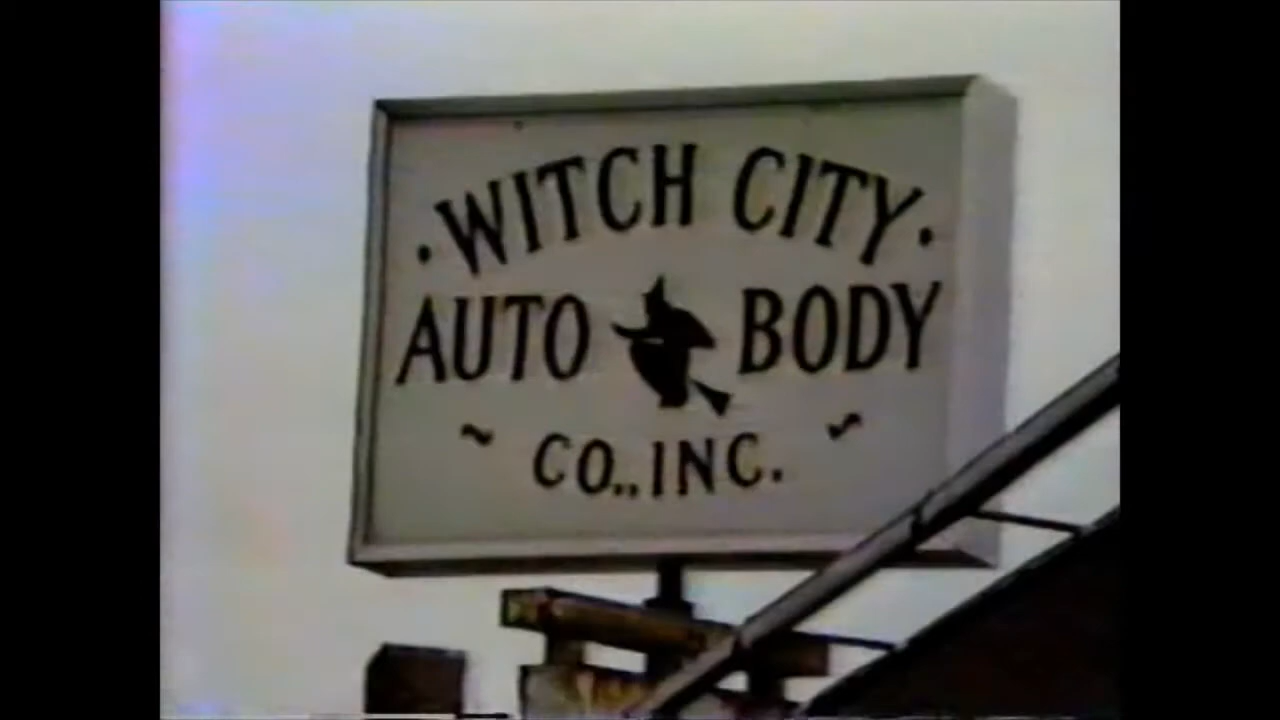 · WITCH CITY ·
AUTO BODY
~ CO., INC. ~